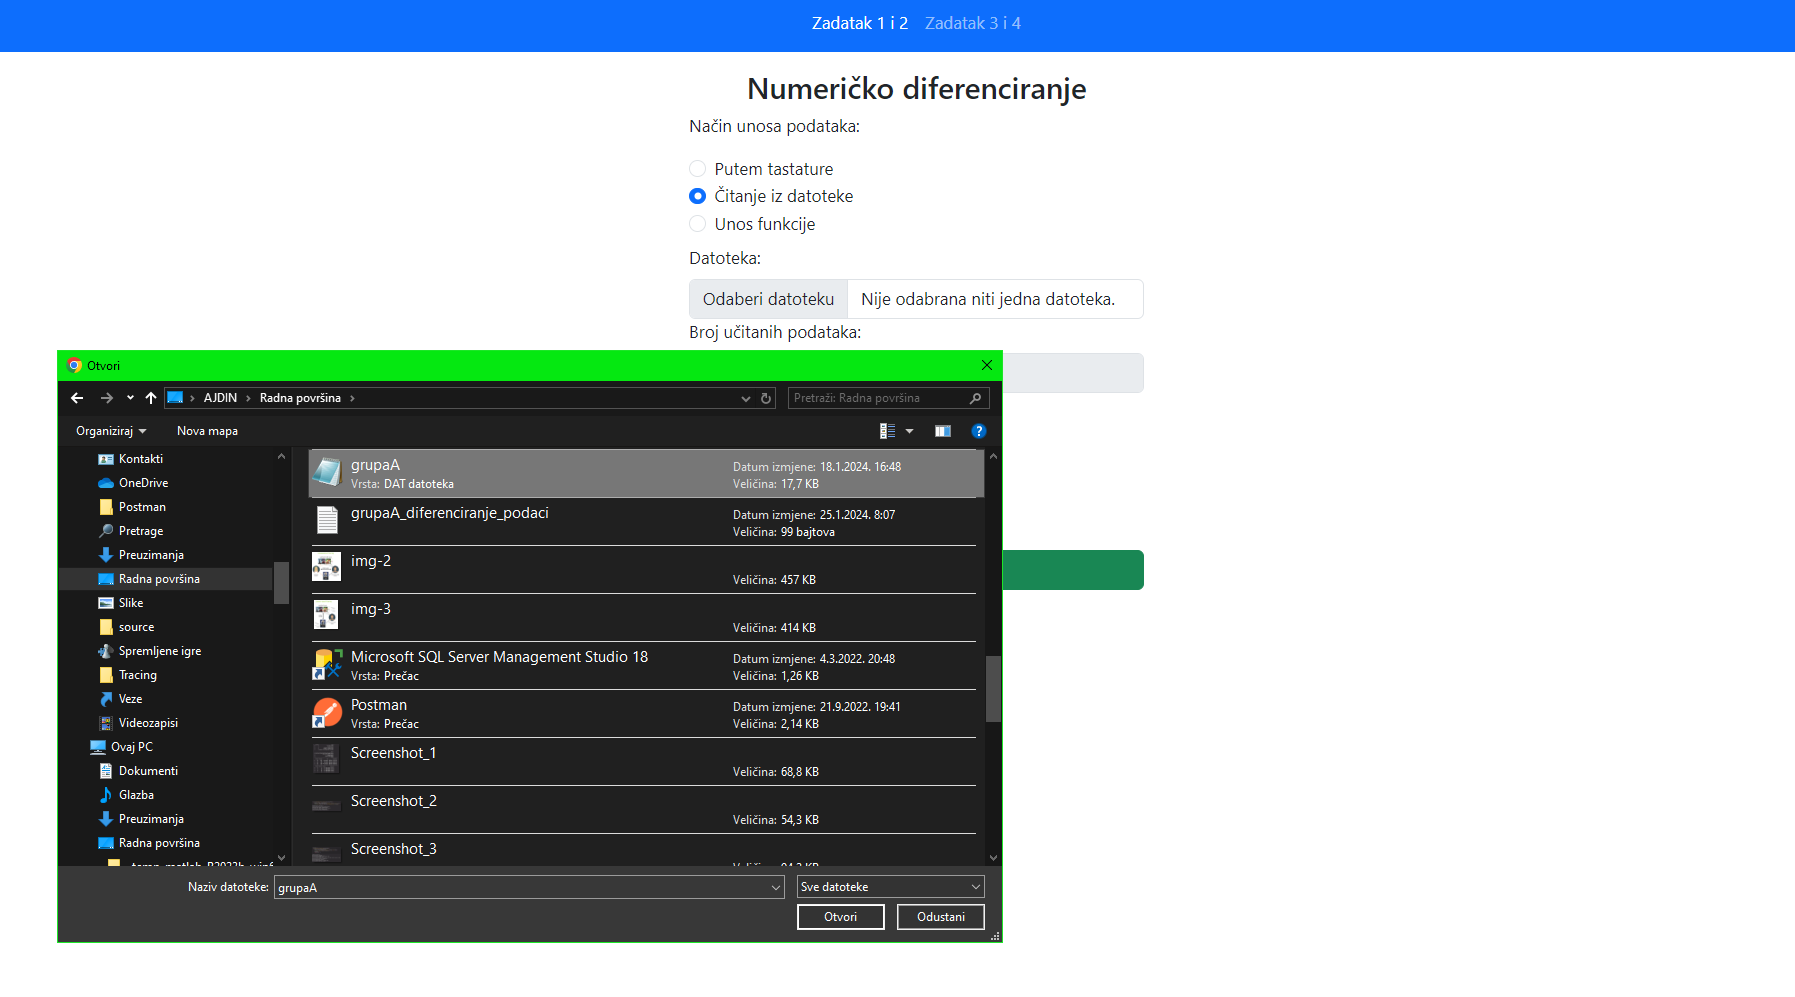 Zadatak 1 i 2 Zadatak 3 i 4
Numeričko diferenciranje
Način unosa podataka:
Putem tastature
Čitanje iz datoteke
Unos funkcije
Datoteka:
Odaberi datoteku Nije odabrana niti jedna datoteka.
Broj učitanih podataka:
Otvori
AJDIN Radna površina
Pretraži: Radna površina
Organiziraj Nova mapa
Kontakti
OneDrive
Postman
Pretrage
Preuzimanja
Radna površina
Slike
source
Spremljene igre
Tracing
Veze
Videozapisi
Ovaj PC
Dokumenti
Glazba
Preuzimanja
Radna površina
grupaA
Vrsta: DAT datoteka
Datum izmjene: 18.1.2024. 16:48
Veličina: 17,7 KB
grupaA_diferenciranje_podaci
Datum izmjene: 25.1.2024. 8:07
Veličina: 99 bajtova
img-2
Veličina: 457 KB
img-3
Veličina: 414 KB
Microsoft SQL Server Management Studio 18
Vrsta: Prečac
Datum izmjene: 4.3.2022. 20:48
Veličina: 1,26 KB
Postman
Vrsta: Prečac
Datum izmjene: 21.9.2022. 19:41
Veličina: 2,14 KB
Screenshot_1
Veličina: 68,8 KB
Screenshot_2
Veličina: 54,3 KB
Screenshot_3
Naziv datoteke: grupaA
Sve datoteke
Otvori Odustani